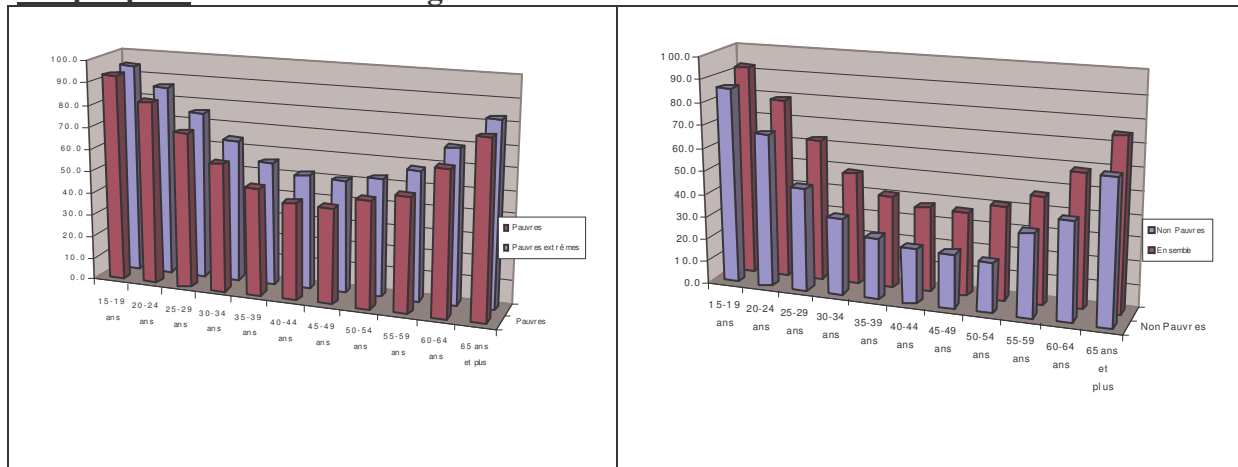 100.0
90.0
80.0
70.0
60.0
50.0
40.0
30.0
20.0
10.0
0.0
15-19
ans
20-24
ans
25-29
ans
30-34
ans
35-39
ans
40-44
ans
45-49
ans
50-54
ans
55-59
ans
60-64
ans
65 ans
et plus
Pauvres
Pauvres extrêmes
Pauvres
100.0
90.0
80.0
70.0
60.0
50.0
40.0
30.0
20.0
10.0
0.0
15-19
ans
20-24
ans
25-29
ans
30-34
ans
35-39
ans
40-44
ans
45-49
ans
50-54
ans
55-59
ans
60-64
ans
65 ans
et
plus
Non Pauvres
Ensemble
Non Pauvres